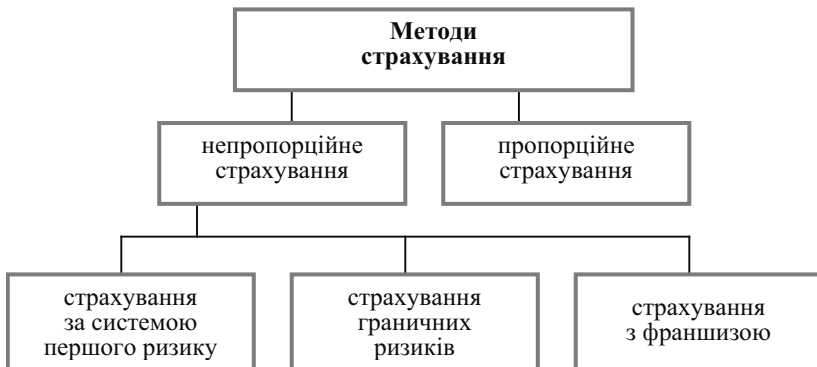 Методи
страхування
непропорційне
страхування
пропорційне
страхування
страхування
за системою
першого ризику
страхування
граничних
ризиків
страхування
з франшизою